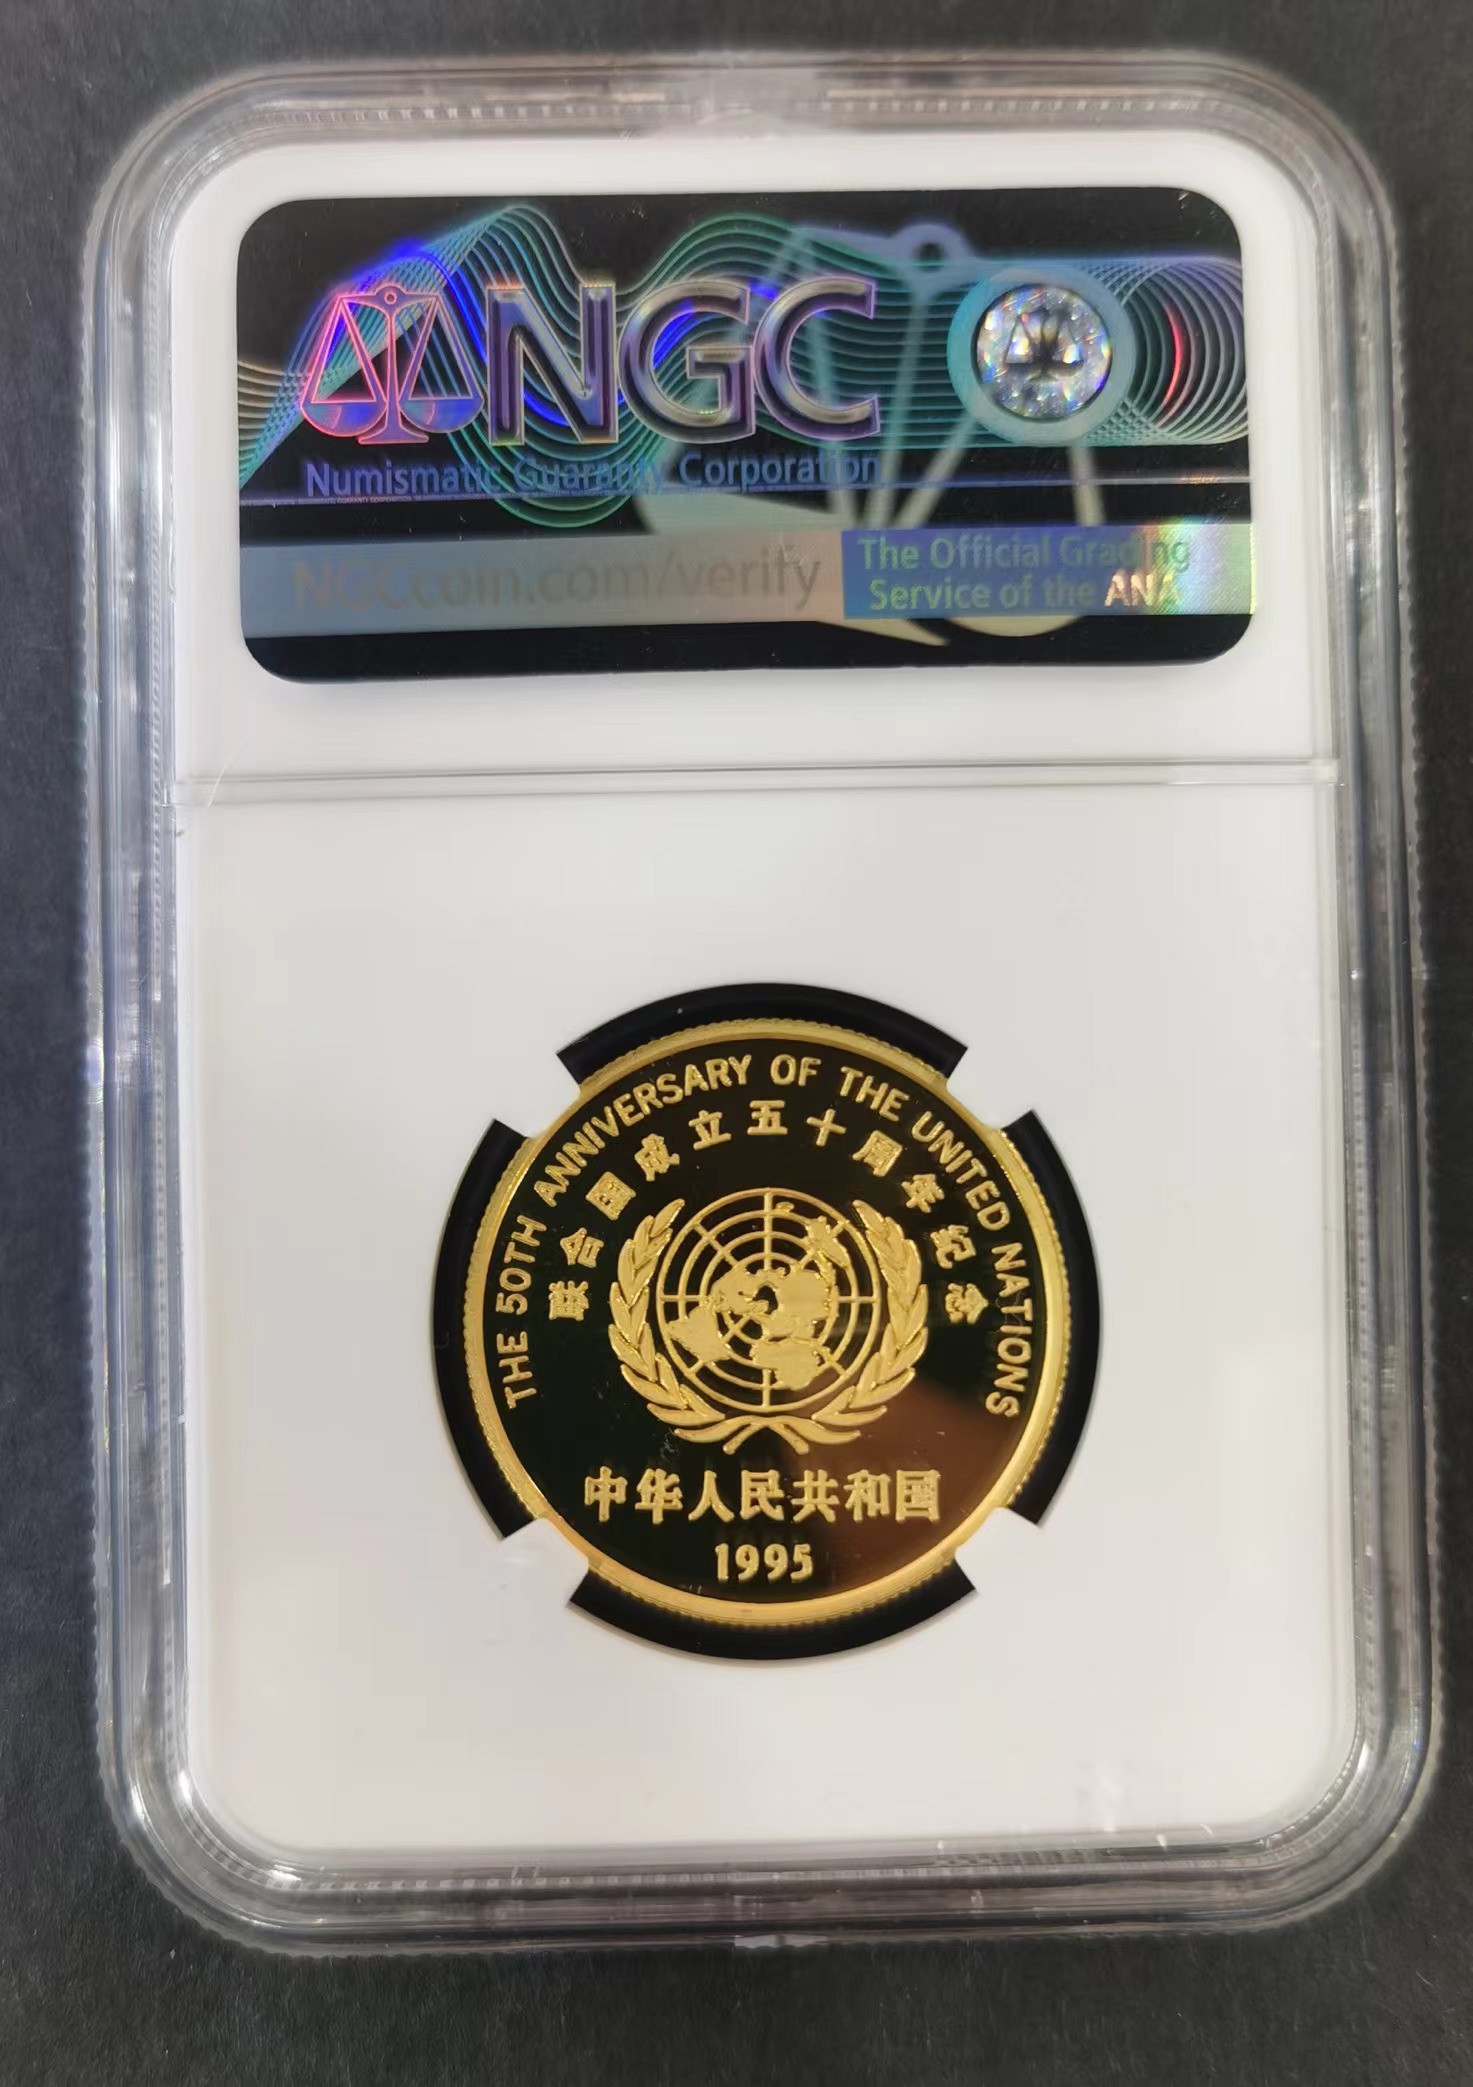 NGC
Numismatic Guaranty Corporation
NGCcoin.com/verify
The Official Grading
Service of the ANA
THE 50TH ANNIVERSARY OF THE UNITED NATIONS
联合国成立五十周年纪念
中华人民共和国
1995